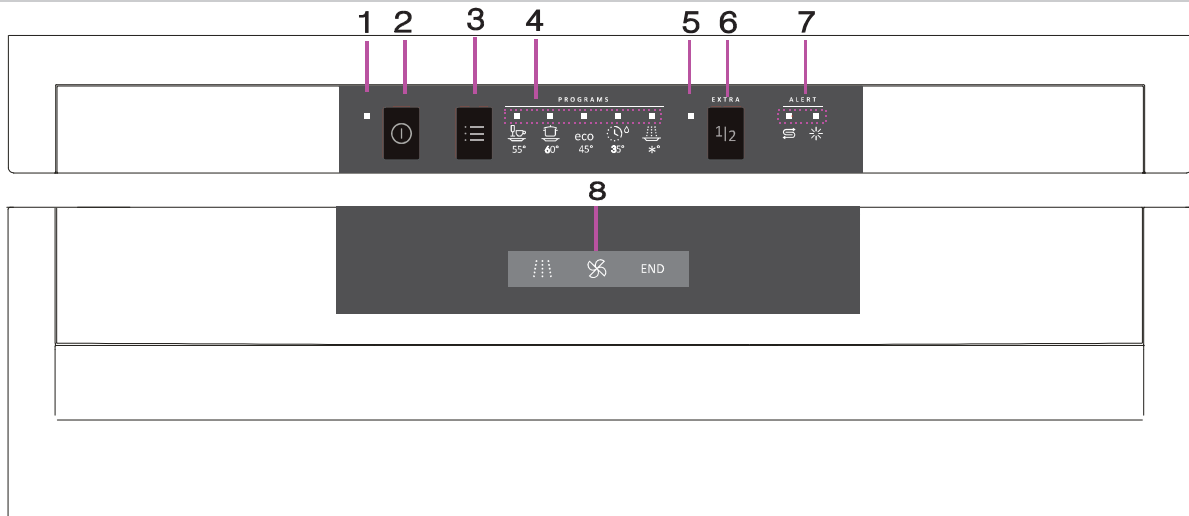 1 2 3 4 5 6 7
PROGRAMS EXTRA ALERT
1|2
eco
55° 60° 45° 35° *°
8
END